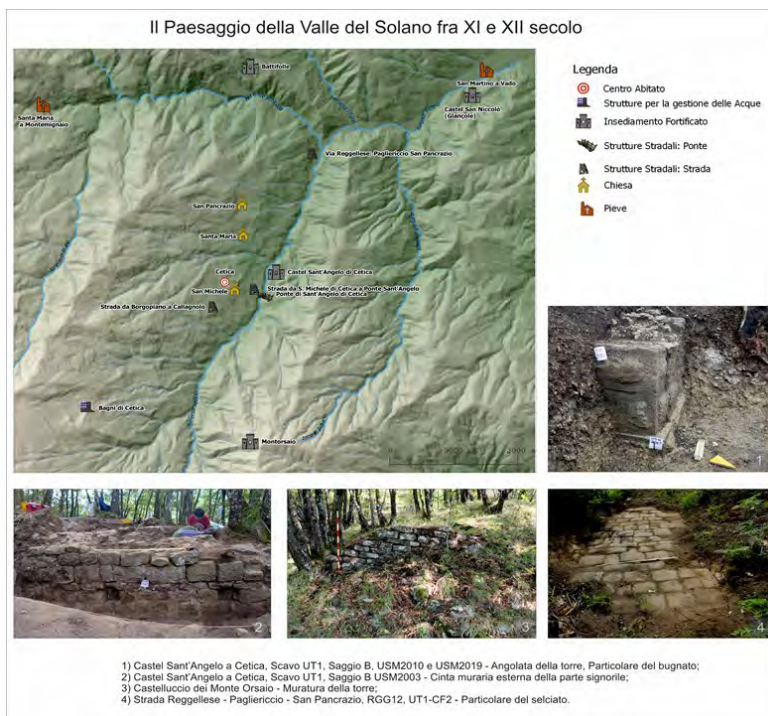 Il Paesaggio della Valle del Solano fra XI e XII secolo
Battifolle
San Martino a Vado
Castel San Niccolò
(Giançole)
Santa Maria
a Montemignaio
Via Reggellese: Pagliericcio San Pancrazio
San Pancrazio
Santa Maria
Cetica
Castel Sant'Angelo di Cetica
San Michele
Strada da S. Michele di Cetica a Ponte Sant'Angelo
Ponte di Sant'Angelo di Cetica
Strada da Borgopiano a Callagnolo
Bagni di Cetica
Montorsaio
Legenda
Centro Abitato
Strutture per la gestione delle Acque
Insediamento Fortificato
Strutture Stradali: Ponte
Strutture Stradali: Strada
Chiesa
Pieve
1
2
3
4
1) Castel Sant'Angelo a Cetica, Scavo UT1, Saggio B, USM2010 e USM2019 - Angolata della torre, Particolare del bugnato;
2) Castel Sant'Angelo a Cetica, Scavo UT1, Saggio B USM2003 - Cinta muraria esterna della parte signorile;
3) Castelluccio dei Monte Orsaio - Muratura della torre;
4) Strada Reggellese - Pagliericcio - San Pancrazio, RGG12, UT1-CF2 - Particolare del selciato.